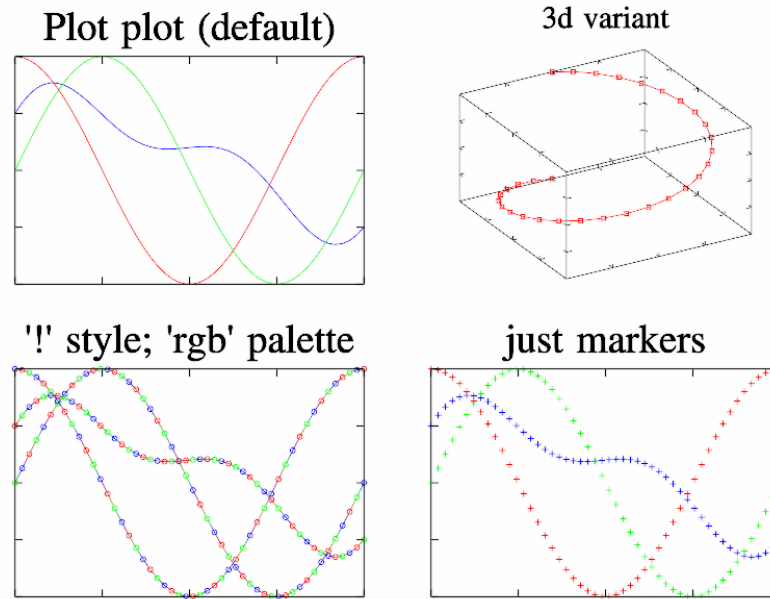 Plot plot (default)
3d variant
'!' style; 'rgb' palette
just markers